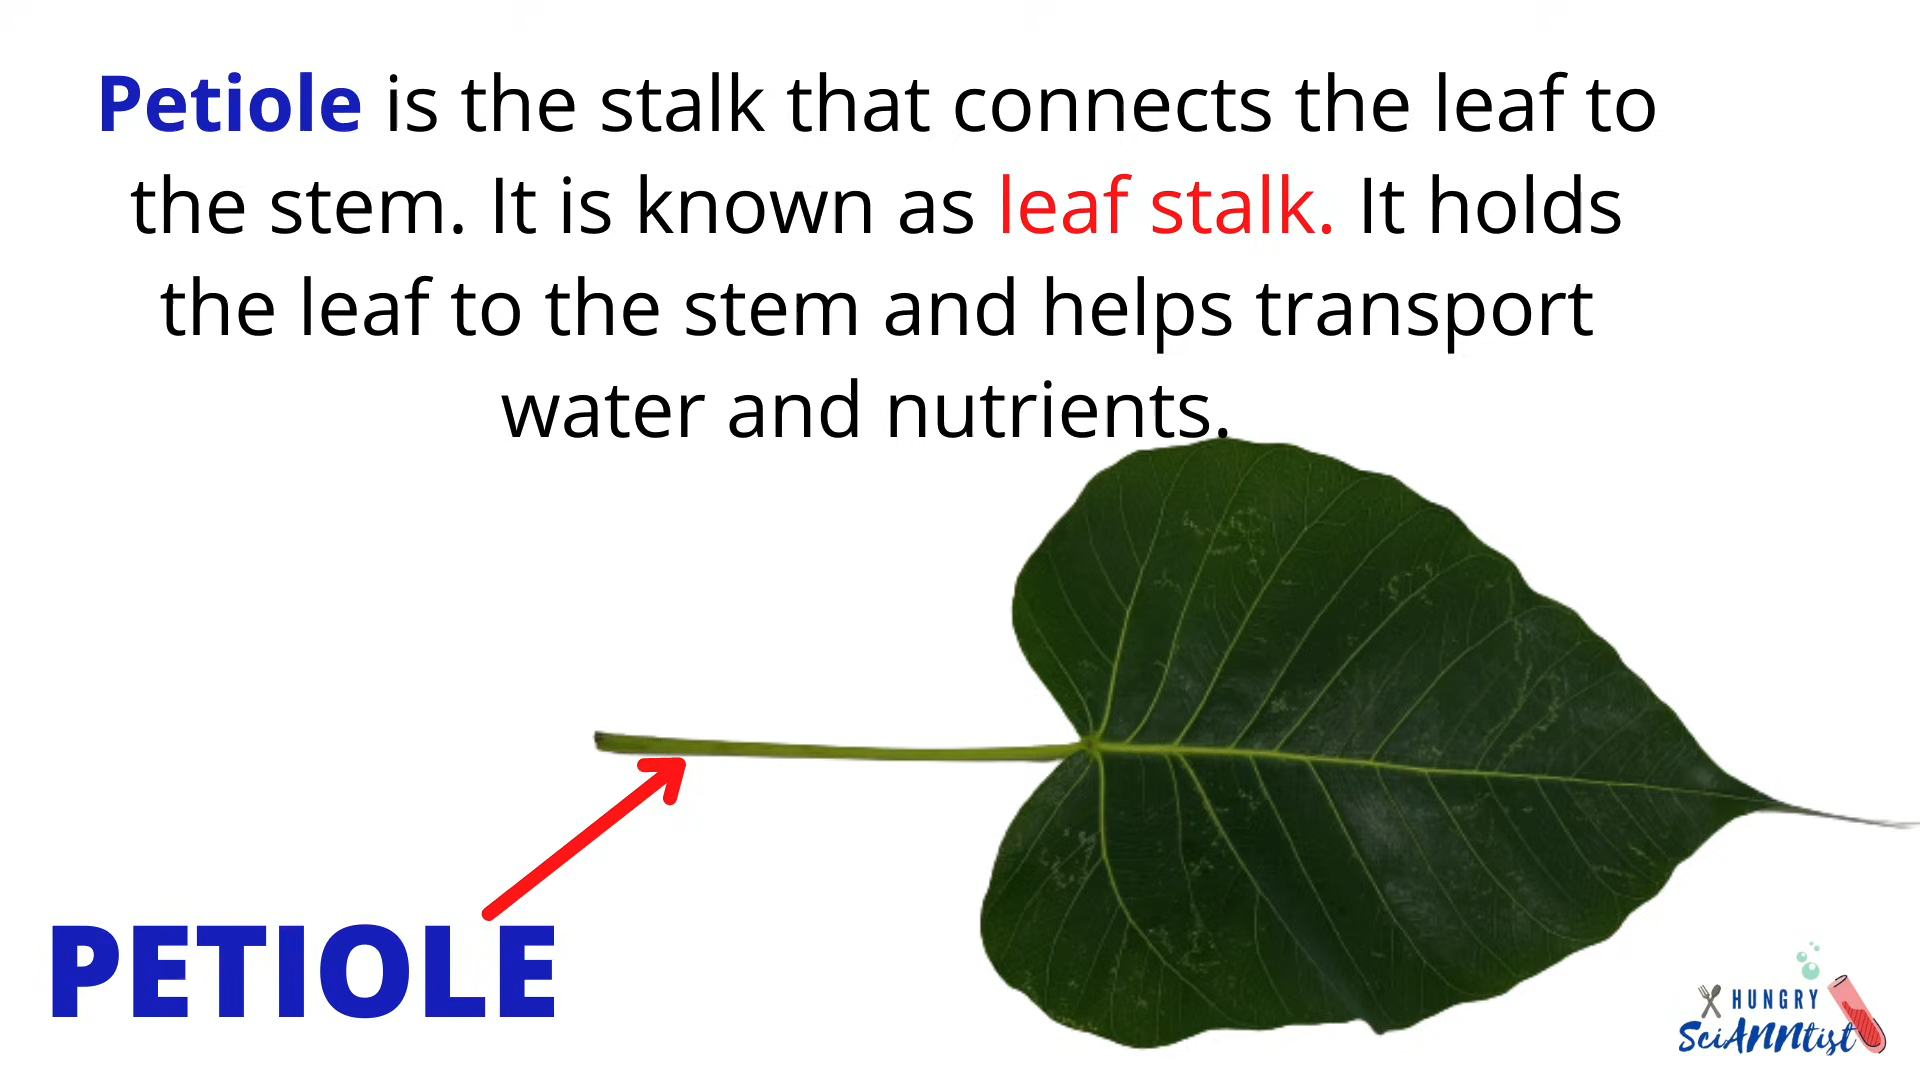 Petiole is the stalk that connects the leaf to
the stem. It is known as leaf stalk. It holds
the leaf to the stem and helps transport
water and nutrients.
PETIOLE
HUNGRY
SciANNtist